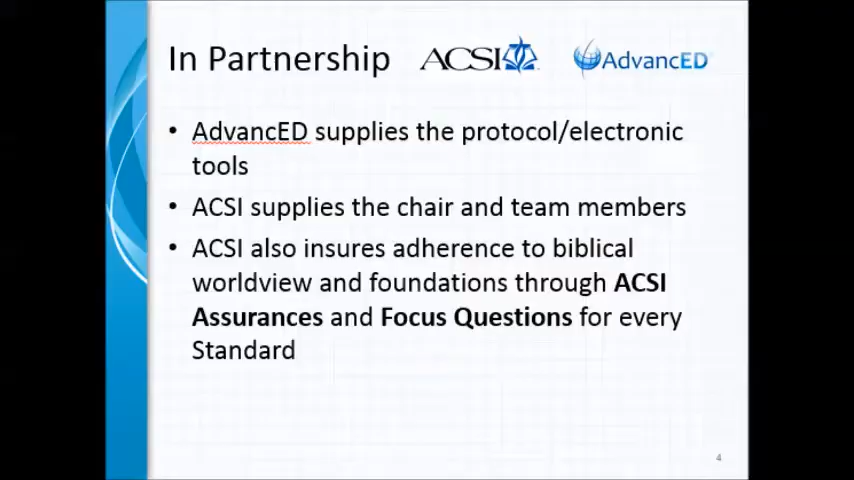 In Partnership ACSI AdvancED
• AdvancED supplies the protocol/electronic
tools
• ACSI supplies the chair and team members
• ACSI also insures adherence to biblical
worldview and foundations through ACSI
Assurances and Focus Questions for every
Standard
4